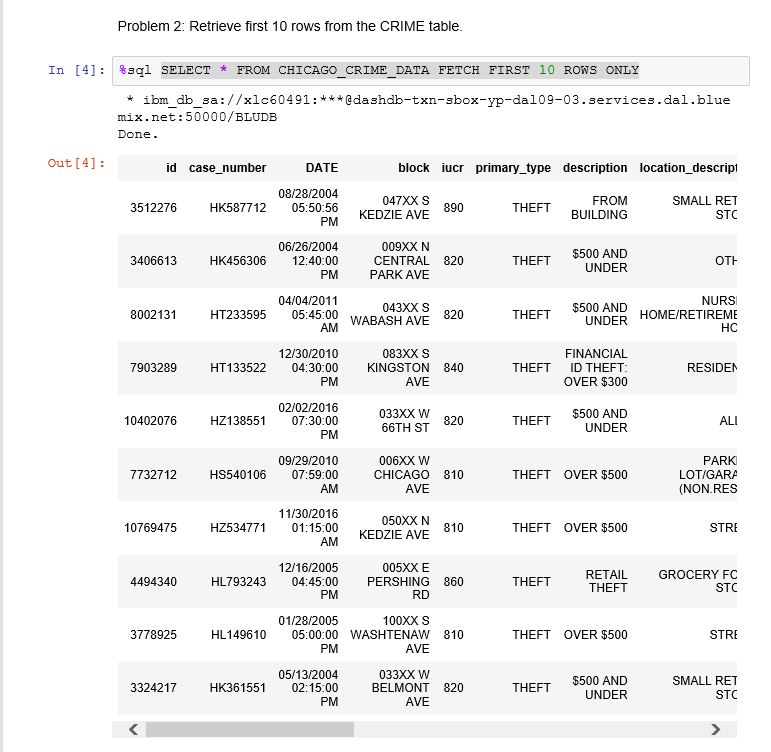 Problem 2: Retrieve first 10 rows from the CRIME table.
In [4]: %sql SELECT * FROM CHICAGO_CRIME_DATA FETCH FIRST 10 ROWS ONLY
* ibm_db_sa://xlc60491:***@dashdb-txn-sbox-yp-dal09-03.services.dal.blue
mix.net:50000/BLUDB
Done.
Out[4]:
id case_number DATE block iucr primary_type description location_descript
08/28/2004
047XX S FROM SMALL RET
3512276 HK587712 05:50:56 890 THEFT
KEDZIE AVE BUILDING STO
PM
06/26/2004 009XX N
$500 AND
3406613 HK456306 12:40:00 CENTRAL 820 THEFT OTH
UNDER
PM PARK AVE
04/04/2011 NURSI
043XX S $500 AND
8002131 HT233595 05:45:00 820 THEFT HOME/RETIREME
WABASH AVE UNDER
AM HO
12/30/2010 083XX S FINANCIAL
7903289 HT133522 04:30:00 KINGSTON 840 THEFT ID THEFT: RESIDEN
PM AVE OVER $300
02/02/2016
033XX W $500 AND
10402076 HZ138551 07:30:00 820 THEFT ALL
66TH ST UNDER
PM
09/29/2010 006XX W PARKI
7732712 HS540106 07:59:00 CHICAGO 810 THEFT OVER $500 LOT/GARA
AM AVE (NON.RES
11/30/2016
050XX N
10769475 HZ534771 01:15:00 810 THEFT OVER $500 STRE
KEDZIE AVE
AM
12/16/2005 005XX E
RETAIL GROCERY FO
4494340 HL793243 04:45:00 PERSHING 860 THEFT
THEFT STO
PM RD
01/28/2005 100XX S
3778925 HL149610 05:00:00 WASHTENAW 810 THEFT OVER $500 STRE
PM AVE
05/13/2004 033XX W
$500 AND SMALL RET
3324217 HK361551 02:15:00 BELMONT 820 THEFT
UNDER STO
PM AVE